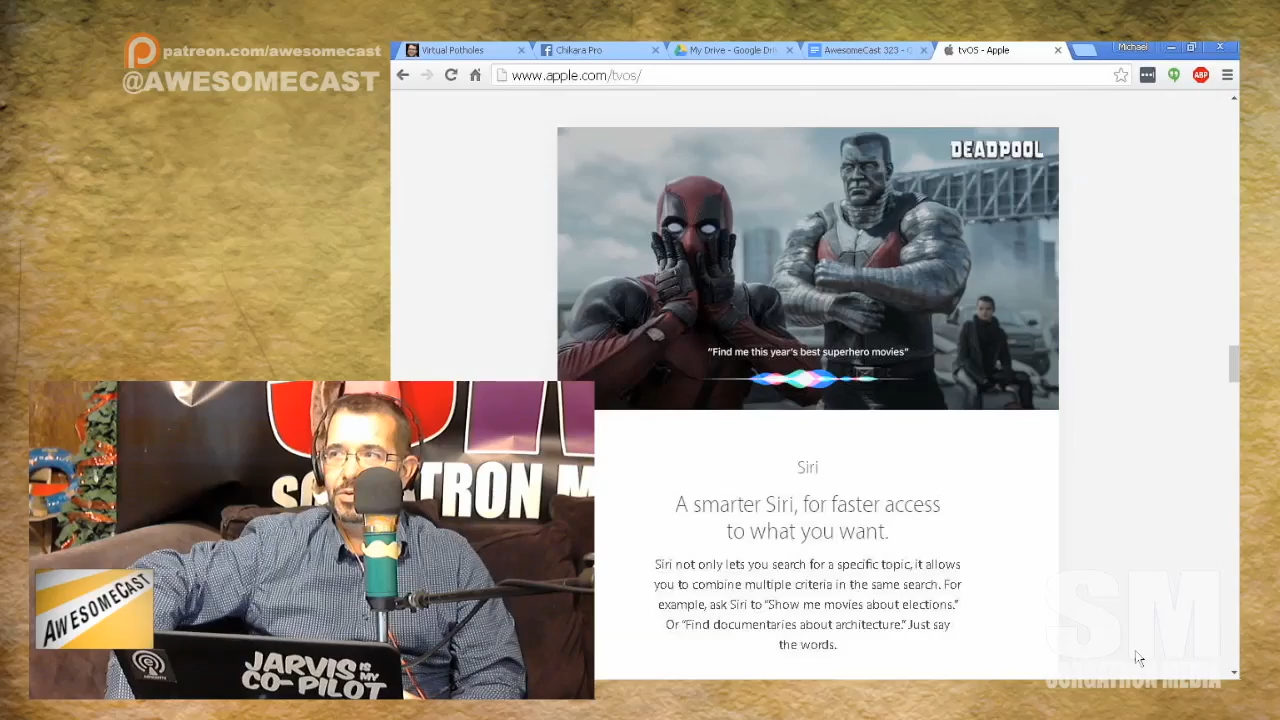 patreon.com/awesomecast
@AWESOMECAST
Virtual Potholes
Chikara Pro
My Drive - Google Dri
AwesomeCast 323 -
tvOS - Apple
Michael
www.apple.com/tvos/
ABP
DEADPOOL
"Find me this year's best superhero movies"
Siri
A smarter Siri, for faster access
to what you want.
Siri not only lets you search for a specific topic, it allows
you to combine multiple criteria in the same search. For
example, ask Siri to "Show me movies about elections."
Or "Find documentaries about architecture." Just say
the words.
AWESOMECAST
JARVIS IS MY
CO-PILOT
SM
SORGATRON MEDIA